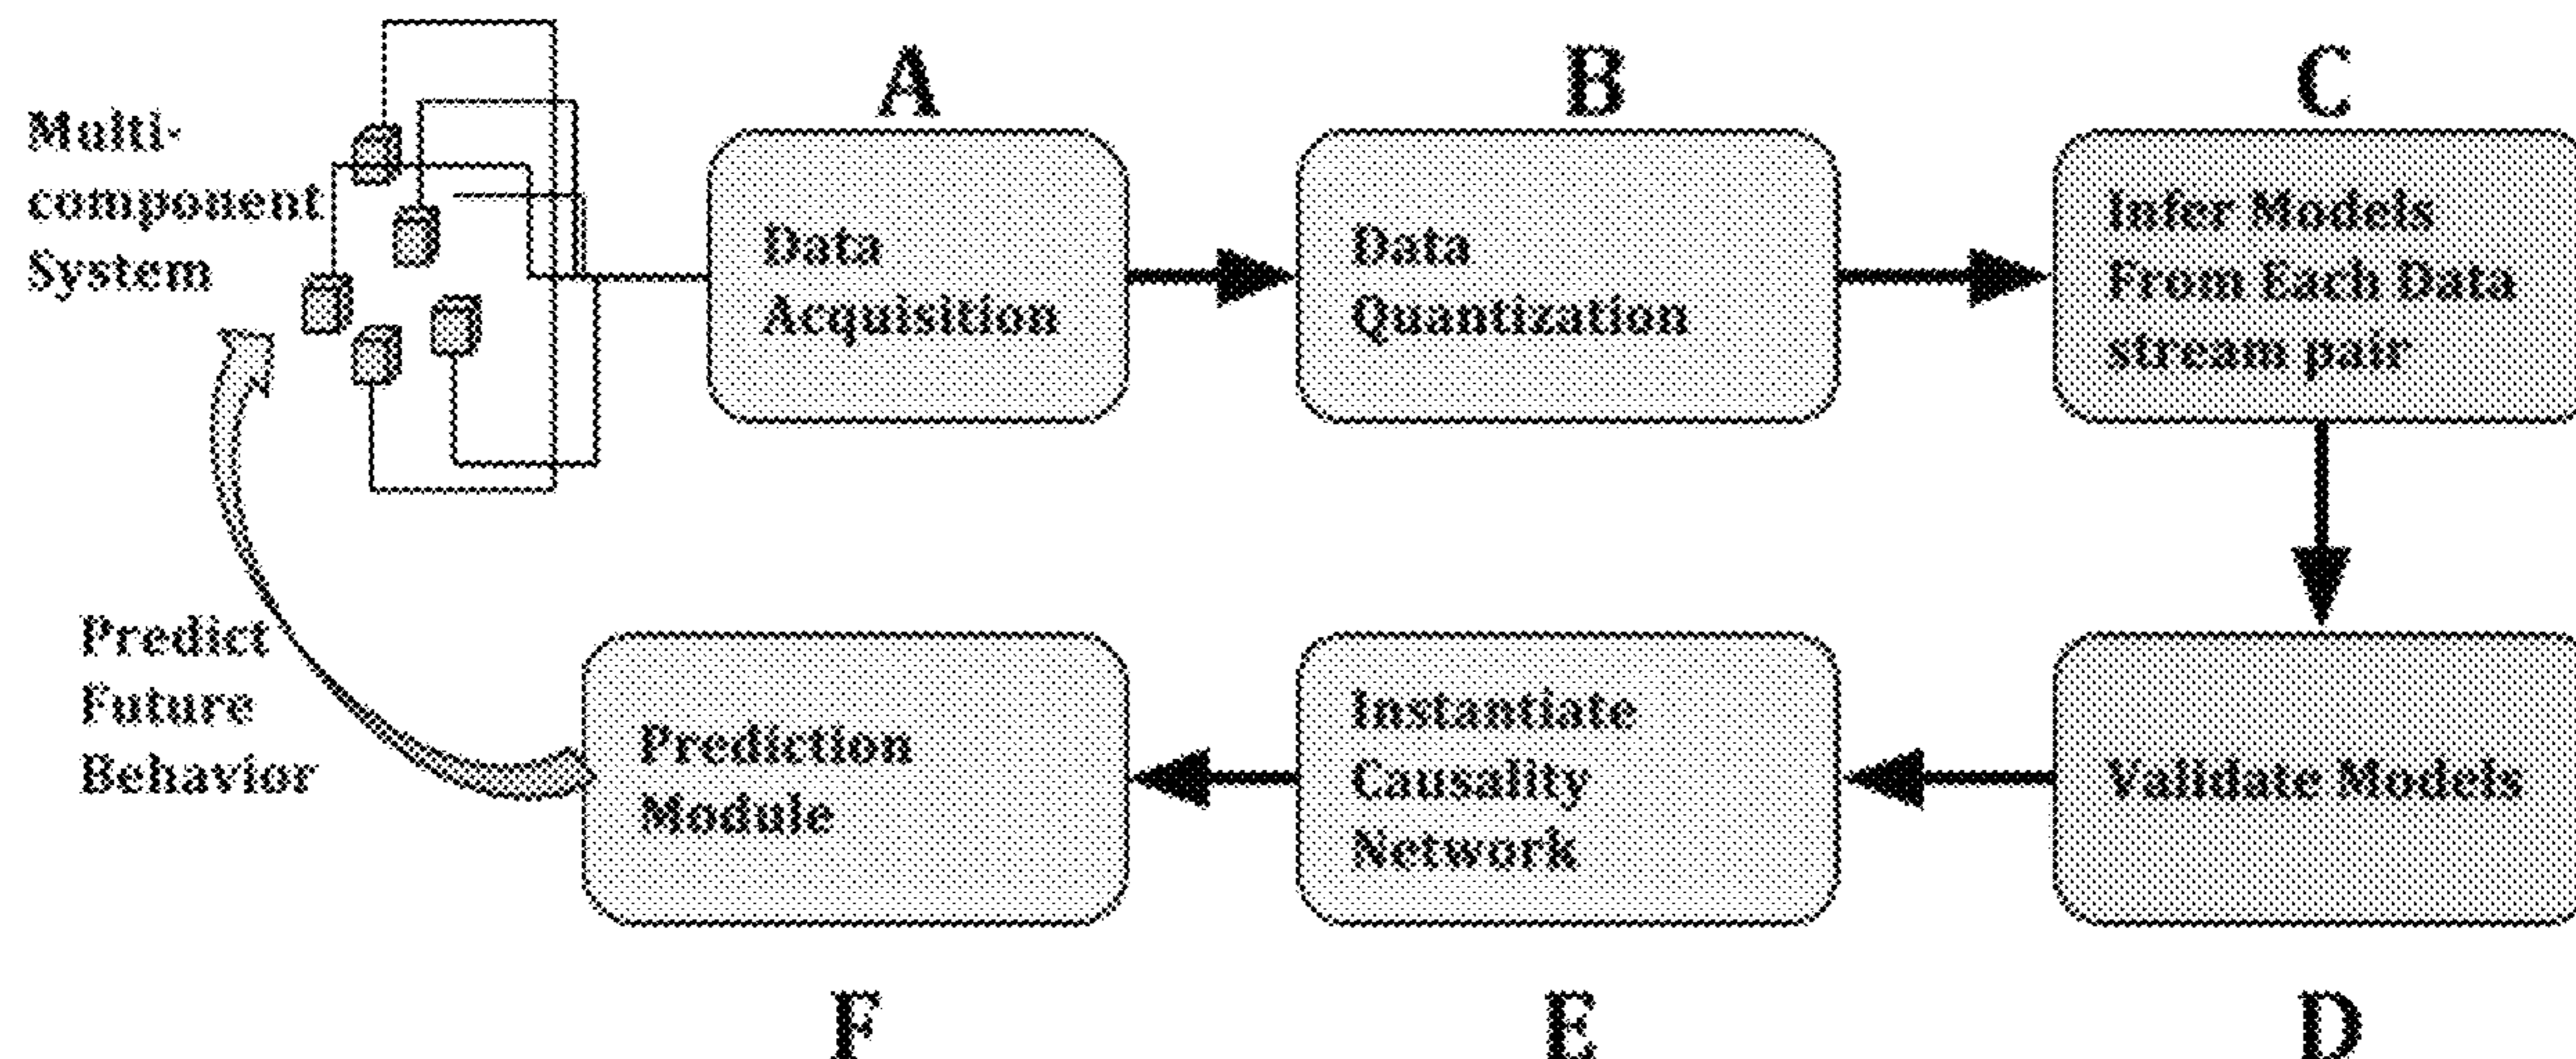 A
B
C
Multi-
component
System
Data
Acquisition
Data
Quantization
Infer Models
From Each Data
stream pair
Predict
Future
Behavior
Prediction
Module
Instantiate
Causality
Network
Validate Models
F
E
D